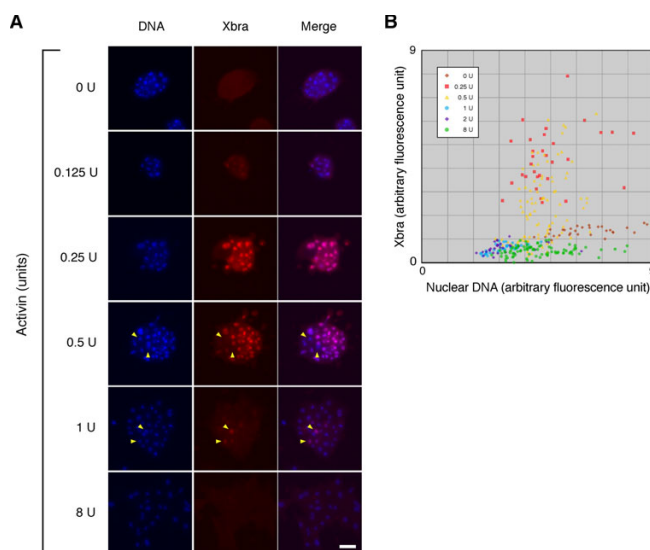 A
DNA
Xbra
Merge
0 U
0.125 U
0.25 U
0.5 U
1 U
8 U
Activin (units)
B
9
Xbra (arbitrary fluorescence unit)
0 U
0.25 U
0.5 U
1 U
2 U
8 U
0
0
Nuclear DNA (arbitrary fluorescence unit)